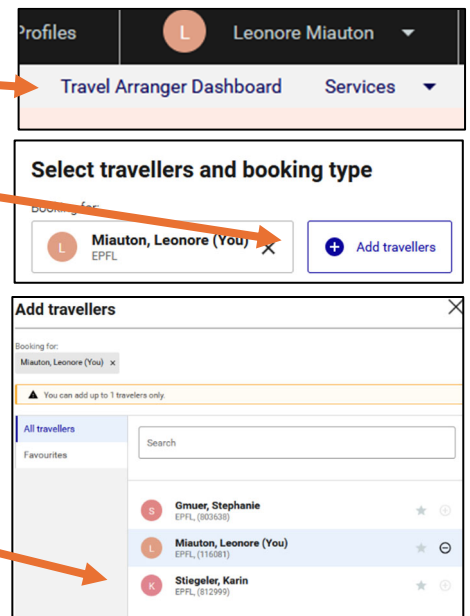 Profiles L Leonore Miauton
Travel Arranger Dashboard Services
Select travellers and booking type
Booking for:
L Miauton, Leonore (You) ×
EPFL
+ Add travellers
Add travellers ×
Booking for:
Miauton, Leonore (You) ×
You can add up to 1 travelers only.
All travellers
Favourites
Search
S Gmuer, Stephanie
EPFL, (803638)
L Miauton, Leonore (You)
EPFL, (116081)
K Stiegeler, Karin
EPFL, (812999)